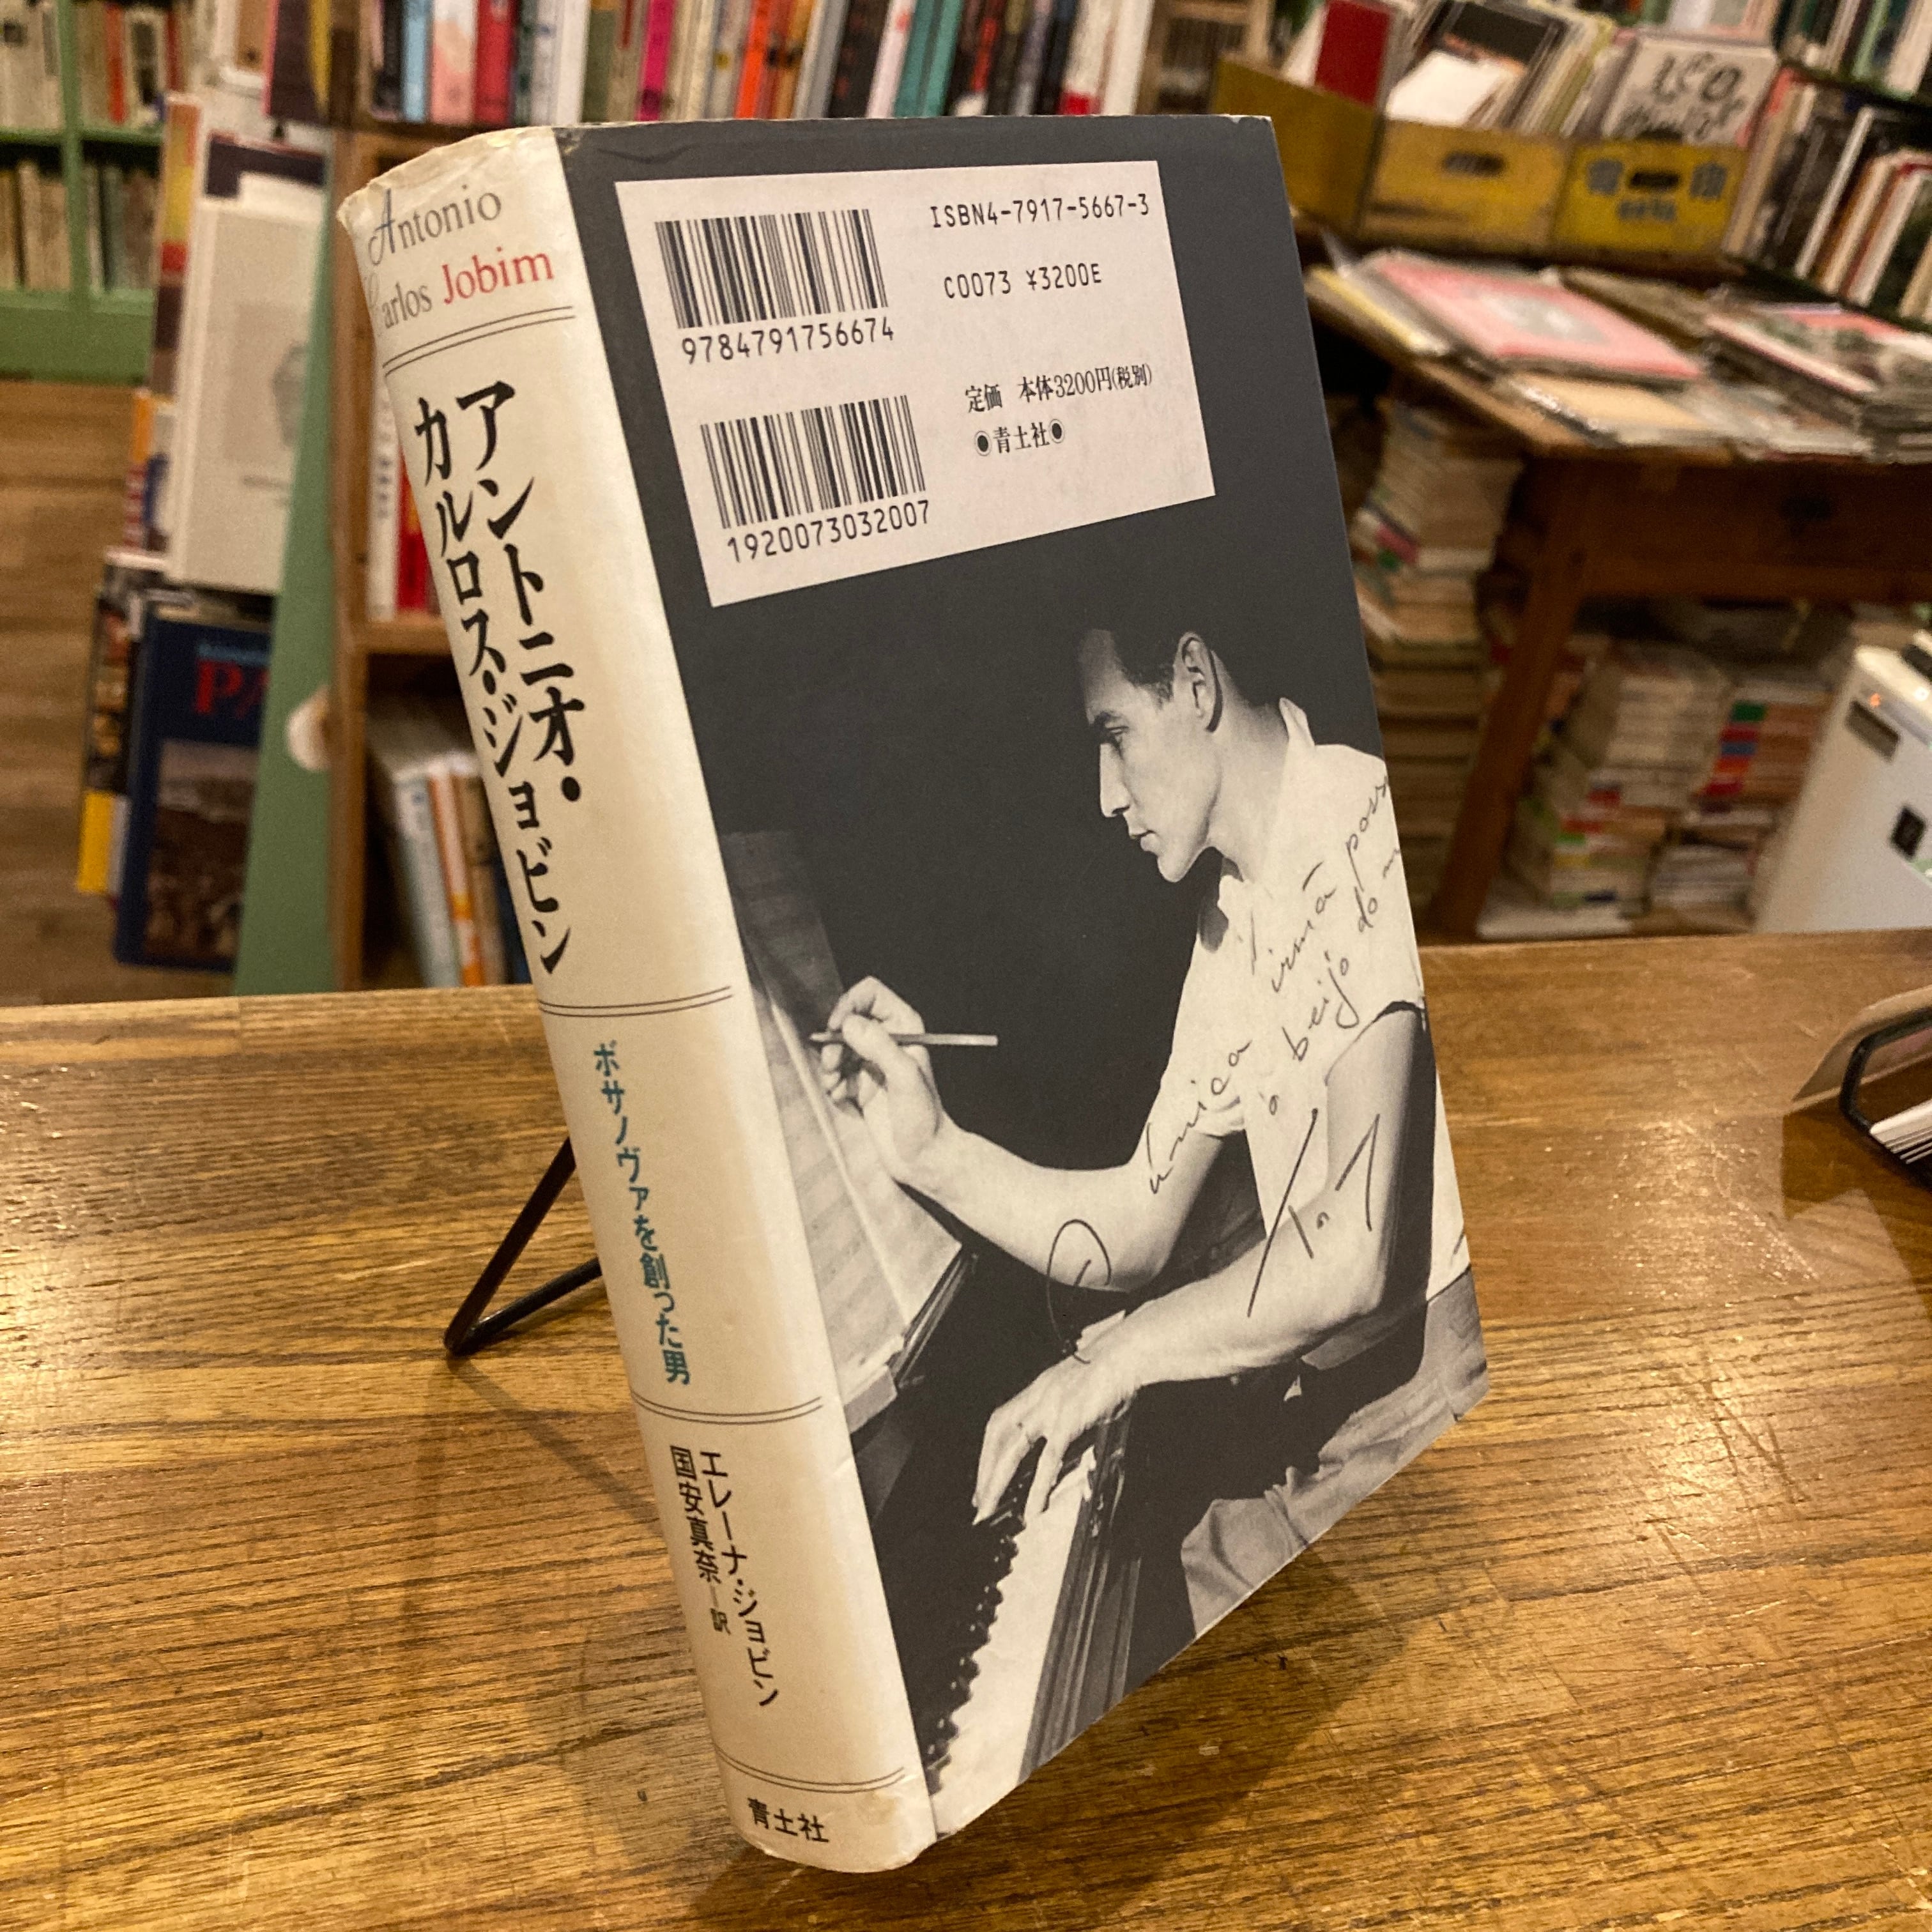 Antonio
Carlos Jobim
アントニオ・
カルロス・ジョビン
ボサノヴァを創った男
エレーナ・ジョビン
国安真奈=訳
青土社
ISBN4-7917-5667-3
C0073 ¥3200E
9784791756674
定価 本体3200円(税別)
◉青土社◉
1920073032007
única irmã
o beijo do
Tom